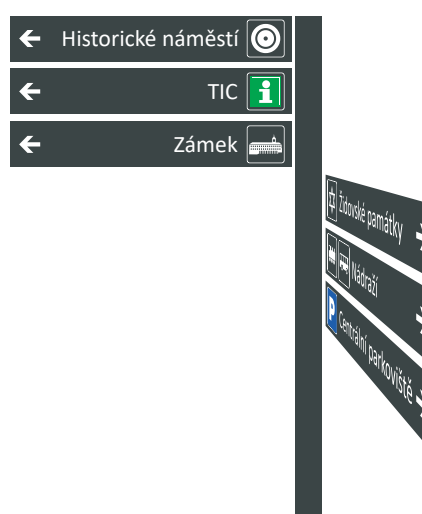 Historické náměstí
TIC
Zámek
Židovské památky
Nádraží
P Centrální parkoviště